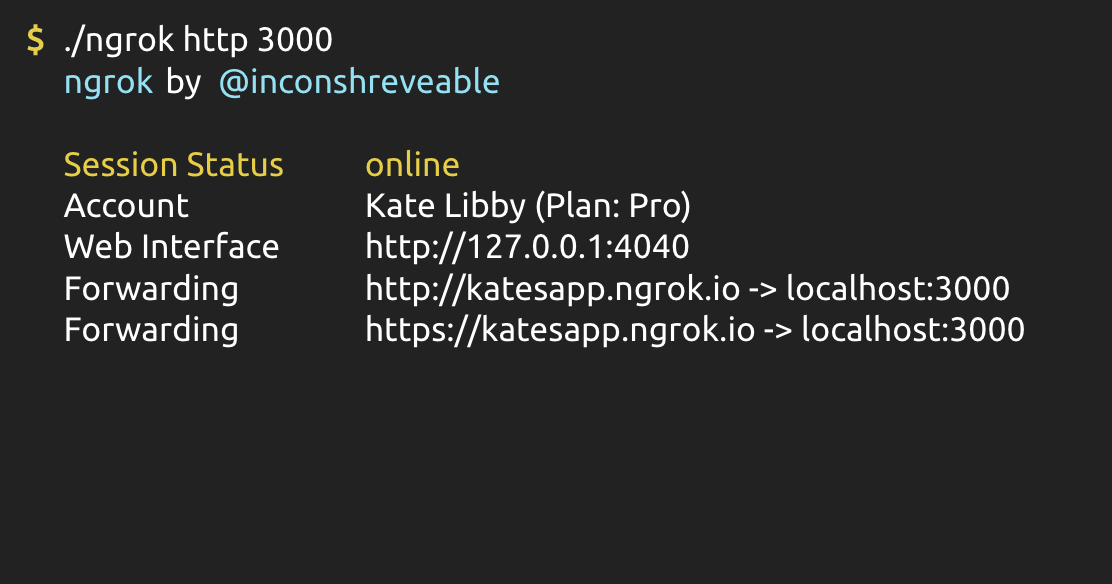 $ ./ngrok http 3000
ngrok by @inconshreveable
Session Status online
Account Kate Libby (Plan: Pro)
Web Interface http://127.0.0.1:4040
Forwarding http://katesapp.ngrok.io -> localhost:3000
Forwarding https://katesapp.ngrok.io -> localhost:3000